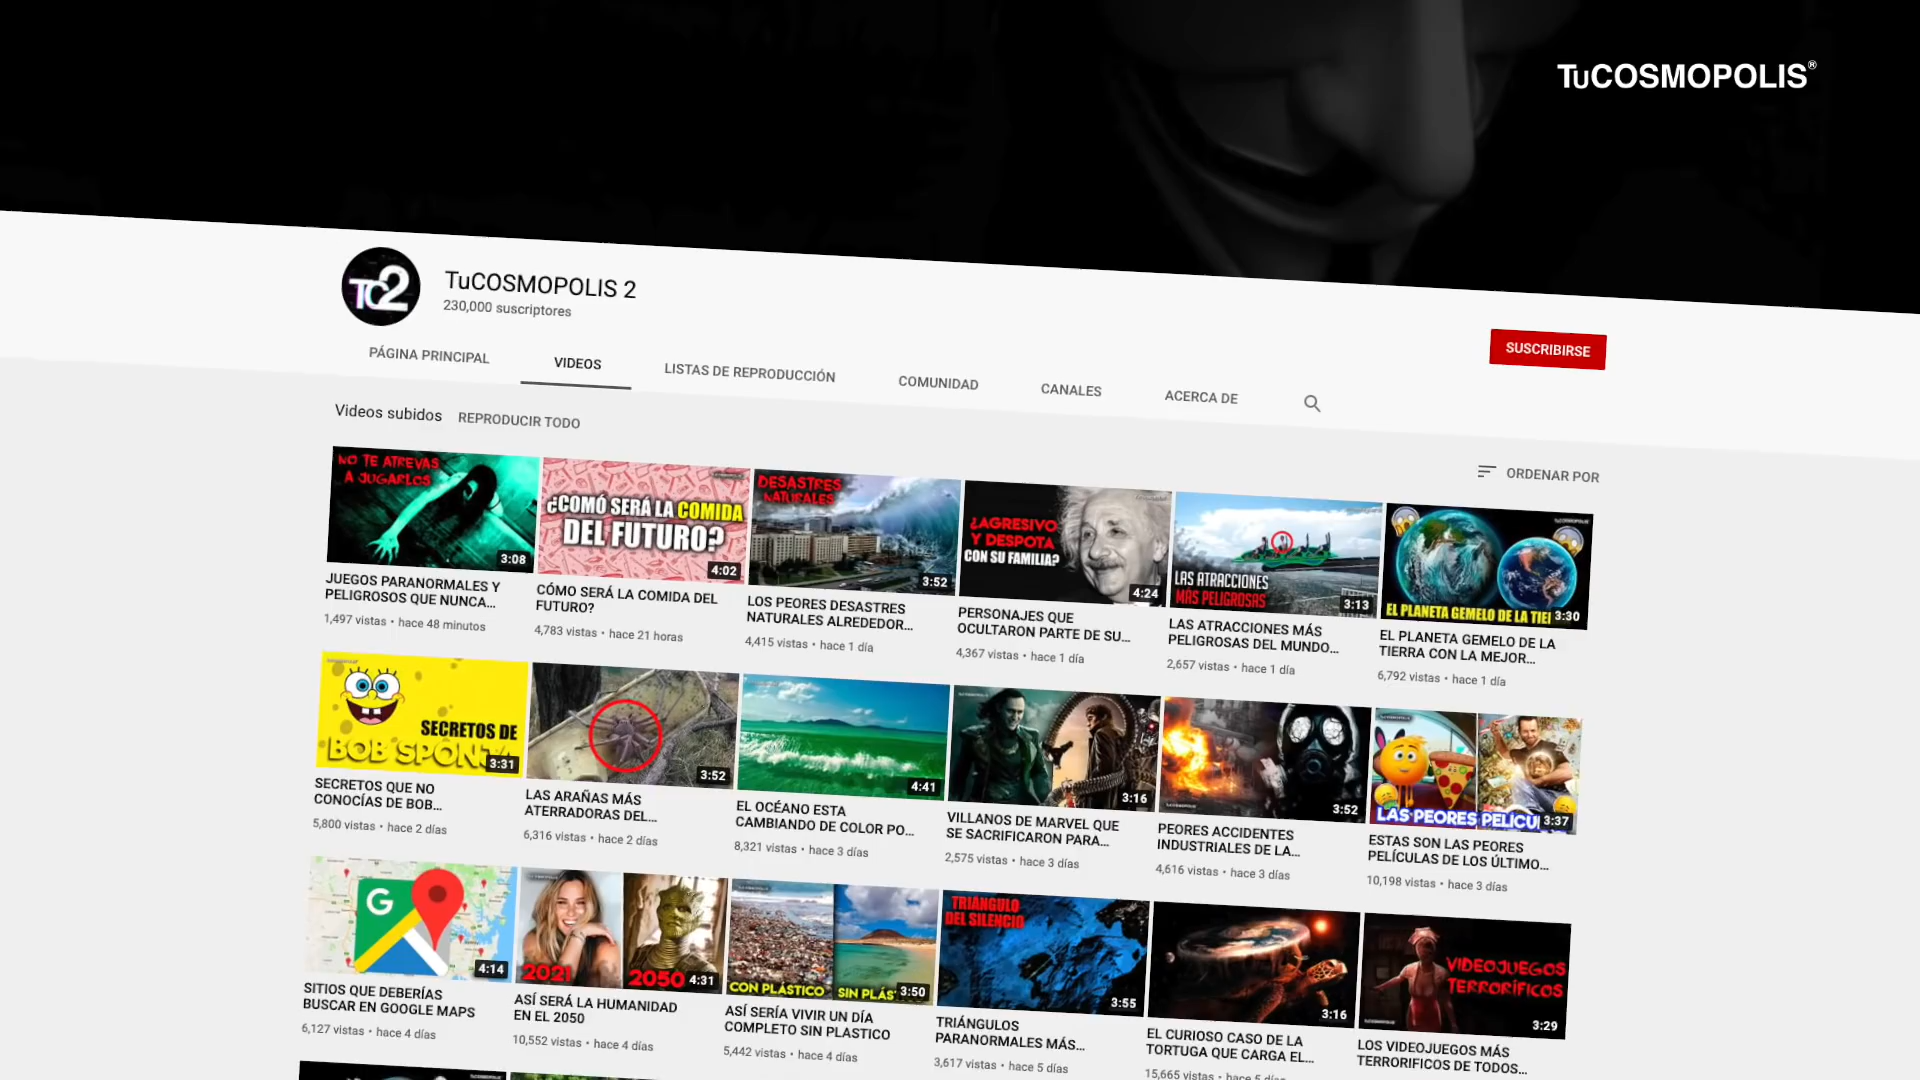 TuCOSMOPOLIS®
TC2
TuCOSMOPOLIS 2
230,000 suscriptores
SUSCRIBIRSE
PÁGINA PRINCIPAL
VIDEOS
LISTAS DE REPRODUCCIÓN
COMUNIDAD
CANALES
ACERCA DE
Videos subidos
REPRODUCIR TODO
ORDENAR POR
NO TE ATREVAS
A JUGARLOS
3:08
JUEGOS PARANORMALES Y
PELIGROSOS QUE NUNCA...
1,497 vistas • hace 48 minutos
¿COMÓ SERÁ LA COMIDA
DEL FUTURO?
4:02
CÓMO SERÁ LA COMIDA DEL
FUTURO?
4,783 vistas • hace 21 horas
DESASTRES
NATURALES
3:52
LOS PEORES DESASTRES
NATURALES ALREDEDOR...
4,415 vistas • hace 1 día
¿AGRESIVO
Y DESPOTA
CON SU FAMILIA?
4:24
PERSONAJES QUE
OCULTARON PARTE DE SU...
4,367 vistas • hace 1 día
LAS ATRACCIONES
MÁS PELIGROSAS
3:13
LAS ATRACCIONES MÁS
PELIGROSAS DEL MUNDO...
2,657 vistas • hace 1 día
EL PLANETA GEMELO DE LA TIE
3:30
EL PLANETA GEMELO DE LA
TIERRA CON LA MEJOR...
6,792 vistas • hace 1 día
SECRETOS DE
BOB SPONJA
3:31
SECRETOS QUE NO
CONOCÍAS DE BOB...
5,800 vistas • hace 2 días
3:52
LAS ARAÑAS MÁS
ATERRADORAS DEL...
6,316 vistas • hace 2 días
4:41
EL OCÉANO ESTA
CAMBIANDO DE COLOR PO...
8,321 vistas • hace 3 días
3:16
VILLANOS DE MARVEL QUE
SE SACRIFICARON PARA...
2,575 vistas • hace 3 días
3:52
PEORES ACCIDENTES
INDUSTRIALES DE LA...
4,616 vistas • hace 3 días
LAS PEORES PELÍCU
3:37
ESTAS SON LAS PEORES
PELÍCULAS DE LOS ÚLTIMO...
10,198 vistas • hace 3 días
G
4:14
SITIOS QUE DEBERÍAS
BUSCAR EN GOOGLE MAPS
6,127 vistas • hace 4 días
2021
2050
4:31
ASÍ SERÁ LA HUMANIDAD
EN EL 2050
10,552 vistas • hace 4 días
CON PLÁSTICO
SIN PLÁS
3:50
ASÍ SERÍA VIVIR UN DÍA
COMPLETO SIN PLASTICO
5,442 vistas • hace 4 días
TRIÁNGULO
DEL SILENCIO
3:55
TRIÁNGULOS
PARANORMALES MÁS...
3,617 vistas • hace 5 días
3:16
EL CURIOSO CASO DE LA
TORTUGA QUE CARGA EL...
15,665 vistas • hace 5 días
VIDEOJUEGOS
TERRORÍFICOS
3:29
LOS VIDEOJUEGOS MÁS
TERRORIFICOS DE TODOS...